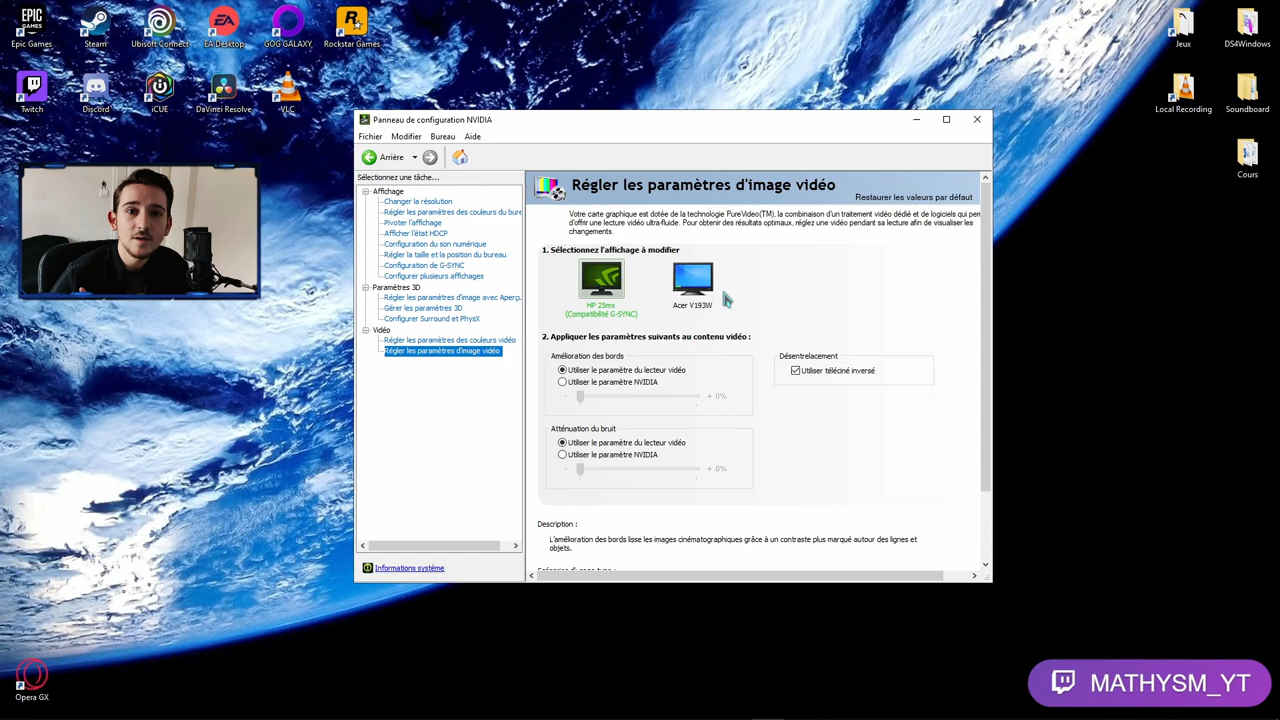 Epic Games
Steam
Ubisoft Connect
EA Desktop
GOG GALAXY
Rockstar Games
Twitch
Discord
iCUE
DaVinci Resolve
VLC
Jeux
DS4Windows
Local Recording
Soundboard
Cours
Opera GX
Panneau de configuration NVIDIA
Fichier Modifier Bureau Aide
Arrière
Sélectionnez une tâche...
Affichage
Changer la résolution
Régler les paramètres des couleurs du bure
Pivoter l'affichage
Afficher l'état HDCP
Configuration du son numérique
Régler la taille et la position du bureau
Configuration de G-SYNC
Configurer plusieurs affichages
Paramètres 3D
Régler les paramètres d'image avec Aperçu
Gérer les paramètres 3D
Configurer Surround et PhysX
Vidéo
Régler les paramètres des couleurs vidéo
Régler les paramètres d'image vidéo
Informations système
Régler les paramètres d'image vidéo
Restaurer les valeurs par défaut
Votre carte graphique est dotée de la technologie PureVideo(TM), la combinaison d'un traitement vidéo dédié et de logiciels qui per
d'offrir une lecture vidéo ultra-fluide. Pour obtenir des résultats optimaux, réglez une vidéo pendant sa lecture afin de visualiser les
changements.
1. Sélectionnez l'affichage à modifier
HP 25mx
(Compatibilité G-SYNC)
Acer V193W
2. Appliquer les paramètres suivants au contenu vidéo :
Amélioration des bords
Utiliser le paramètre du lecteur vidéo
Utiliser le paramètre NVIDIA
- + 0%
Désentrelacement
Utiliser téléciné inversé
Atténuation du bruit
Utiliser le paramètre du lecteur vidéo
Utiliser le paramètre NVIDIA
- + 0%
Description :
L'amélioration des bords lisse les images cinématographiques grâce à un contraste plus marqué autour des lignes et
objets.
MATHYSM_YT